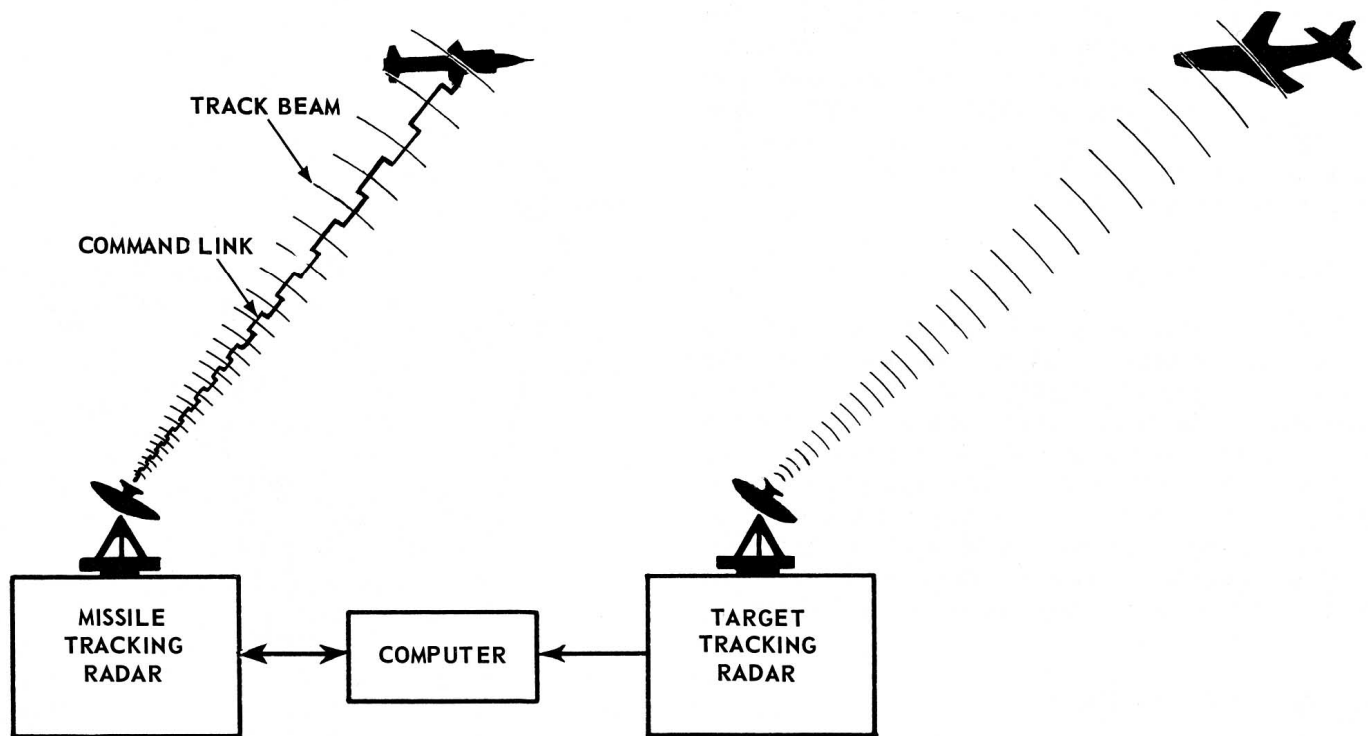 TRACK BEAM
COMMAND LINK
MISSILE
TRACKING
RADAR
COMPUTER
TARGET
TRACKING
RADAR